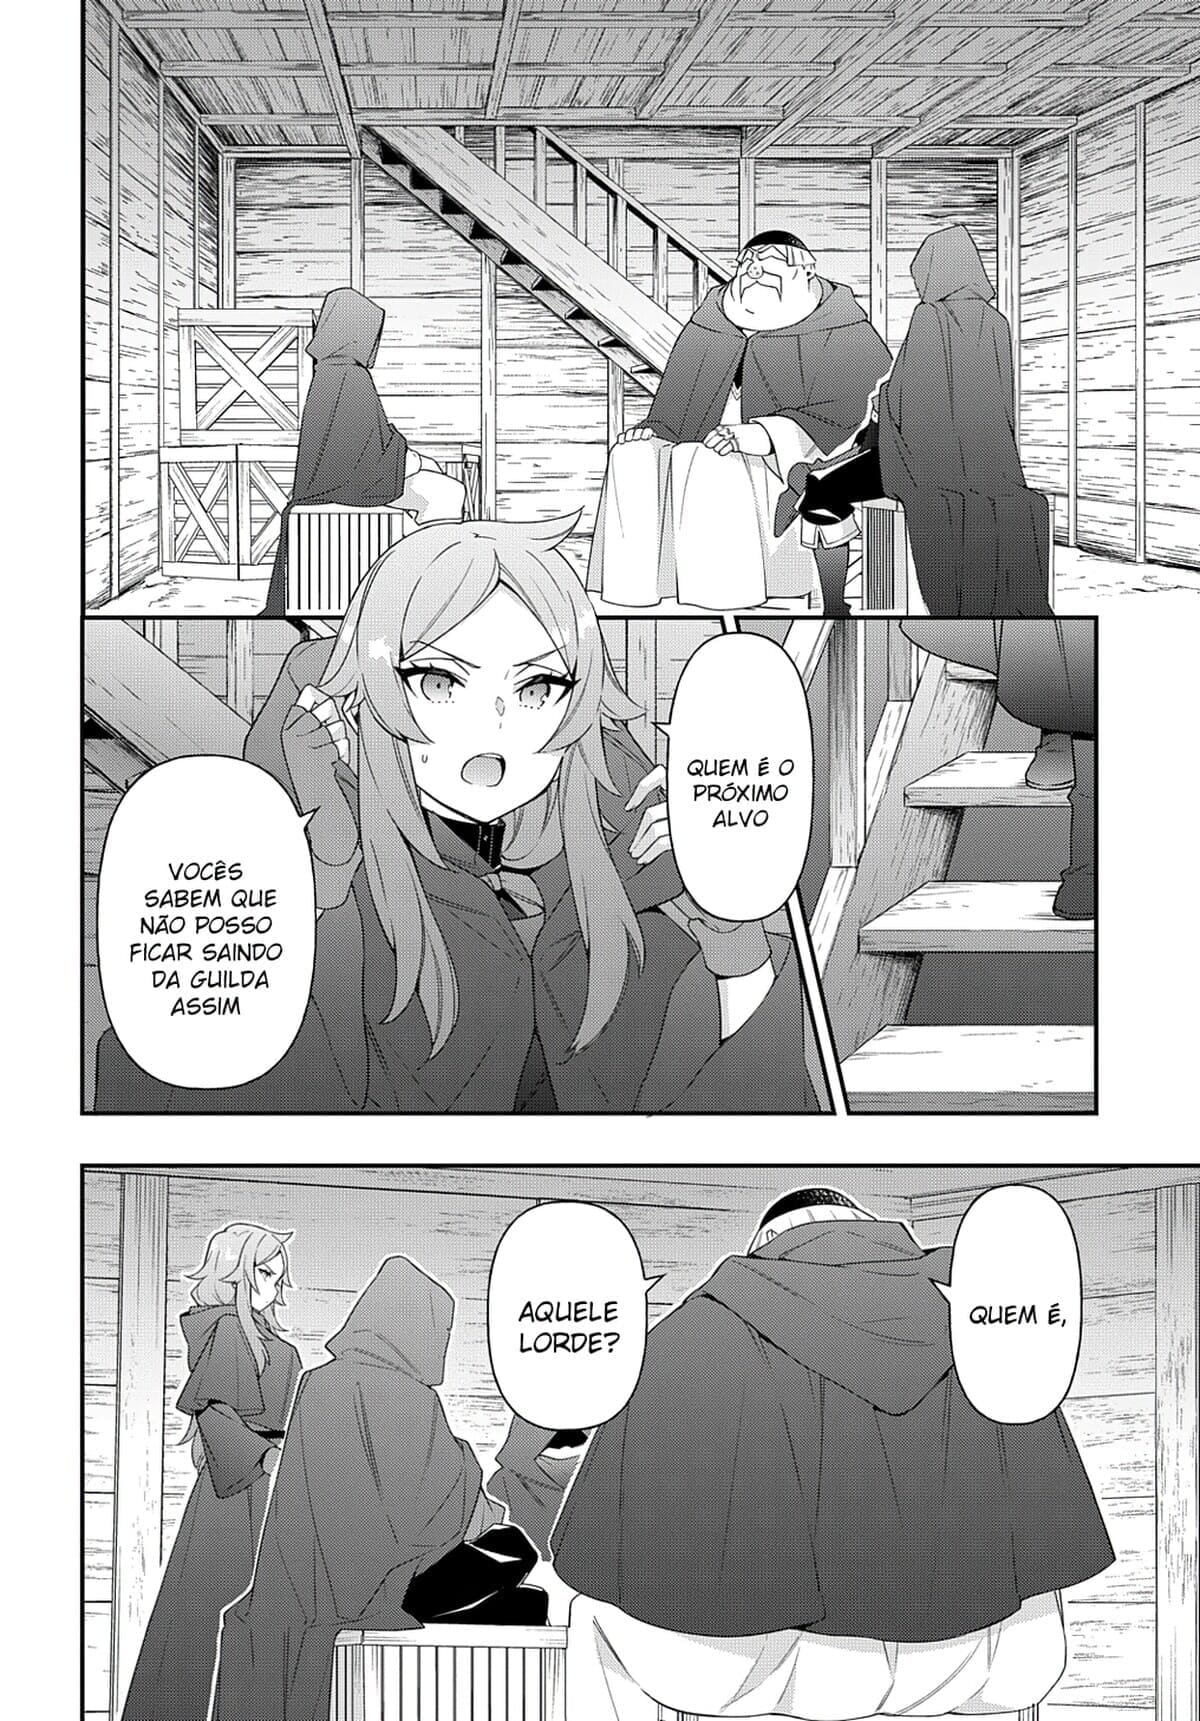 QUEM É O
PRÓXIMO
ALVO
VOCÊS
SABEM QUE
NÃO POSSO
FICAR SAINDO
DA GUILDA
ASSIM
QUEM É,
AQUELE
LORDE?